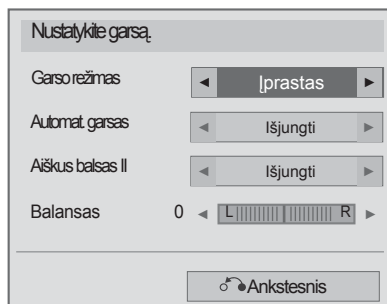 Nustatykite garsą.
Garso režimas ◄ Įprastas ►
Automat. garsas ◄ Išjungti ►
Aiškus balsas II ◄ Išjungti ►
Balansas 0 ◄ L R ►
Ankstesnis